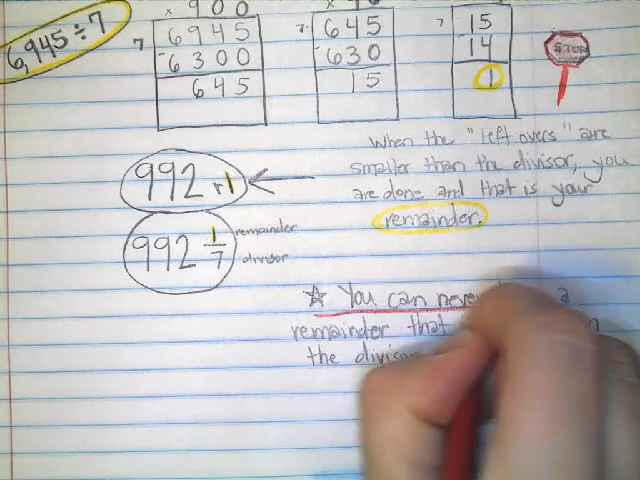 6,945 ÷ 7
x 900
7 6945
-6300
645
645
-630
15
7 15
-14
1
STOP
992 r1
992 1/7
remainder
divisor
When the "left overs" are
smaller than the divisor, you
are done and that is your
remainder.
☆ You can never a
remainder that
the divisor